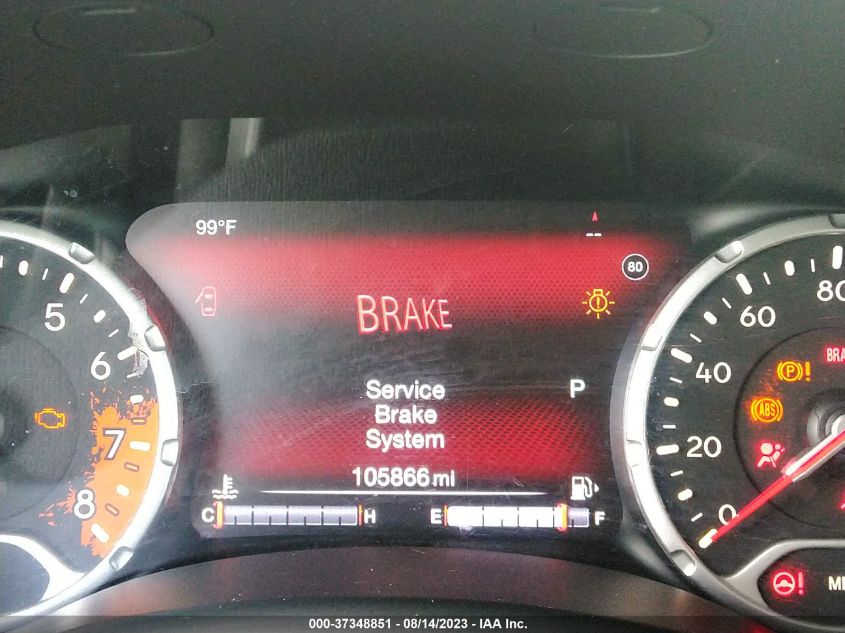 99°F
--
80
BRAKE
Service
Brake
System
P
105866 mi
C H
E F
5
6
7
8
0
20
40
60
80
P !
ABS
000-37348851 - 08/14/2023 - IAA Inc.